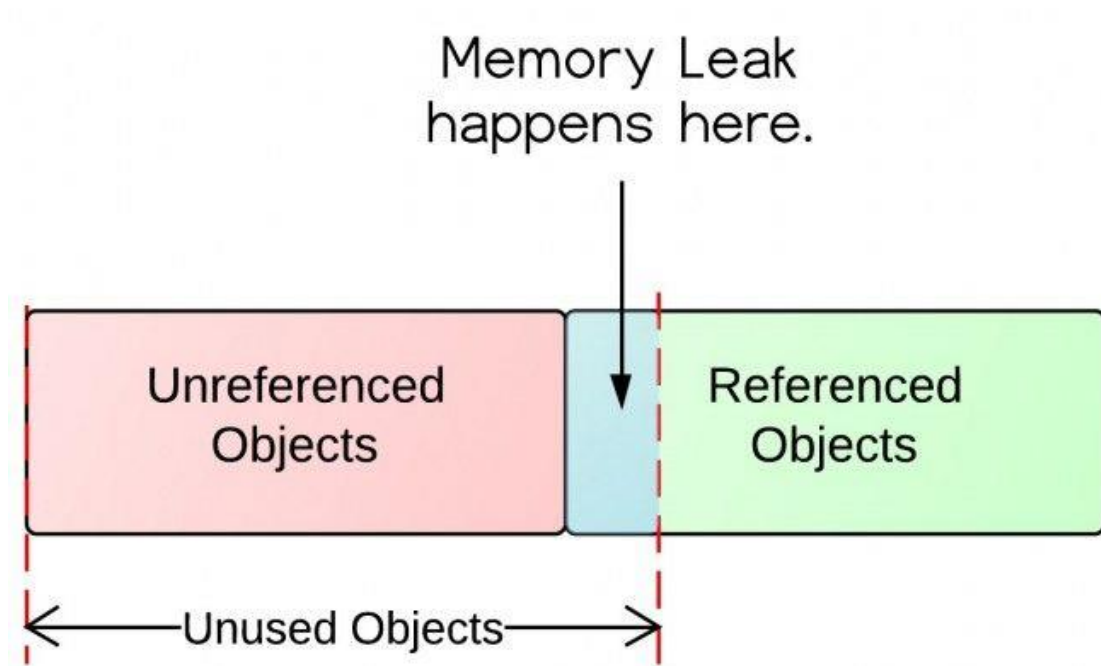 Memory Leak
happens here.
Unreferenced
Objects
Referenced
Objects
Unused Objects